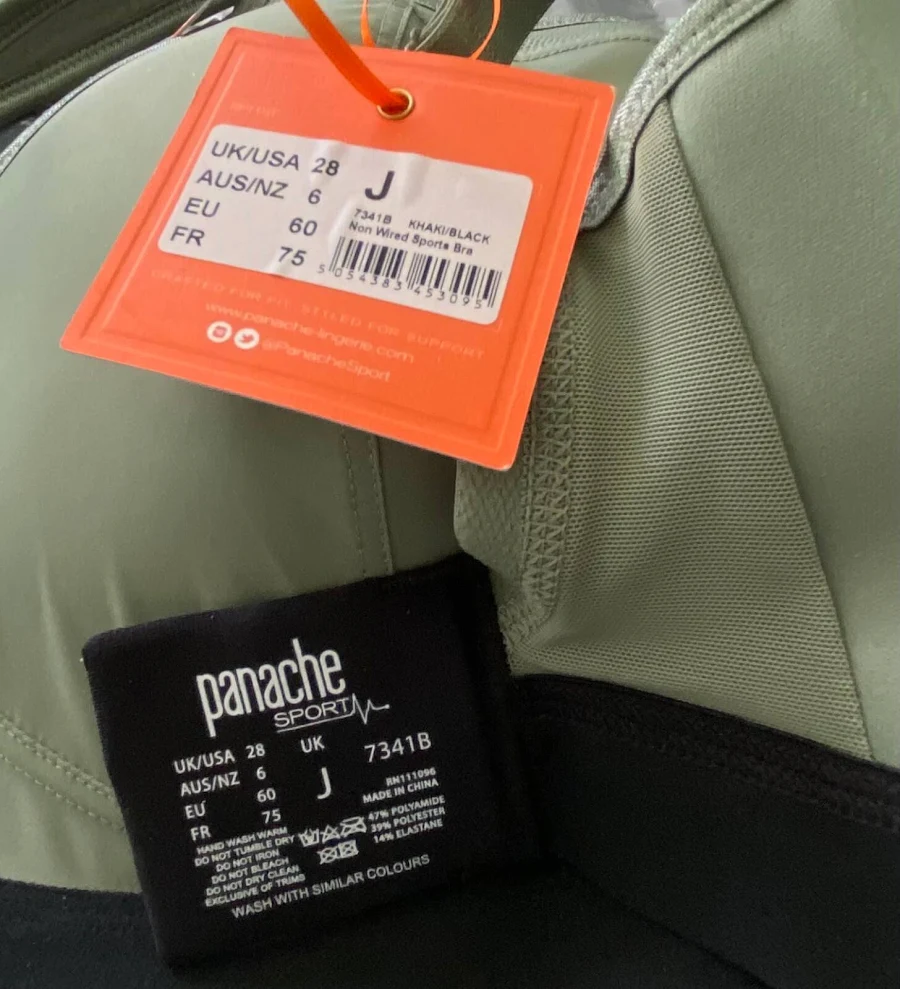 UK/USA 28
AUS/NZ 6
EU 60
FR 75
J
7341B KHAKI/BLACK
Non Wired Sports Bra
5 054383 453095
CRAFTED FOR FIT. STYLED FOR SUPPORT
www.panache-lingerie.com
@PanacheSport
panache
SPORT
UK/USA 28
AUS/NZ 6
EU 60
FR 75
UK
J
7341B
RN111096
MADE IN CHINA
47% POLYAMIDE
39% POLYESTER
14% ELASTANE
HAND WASH WARM
DO NOT TUMBLE DRY
DO NOT IRON
DO NOT BLEACH
DO NOT DRY CLEAN
EXCLUSIVE OF TRIMS
WASH WITH SIMILAR COLOURS